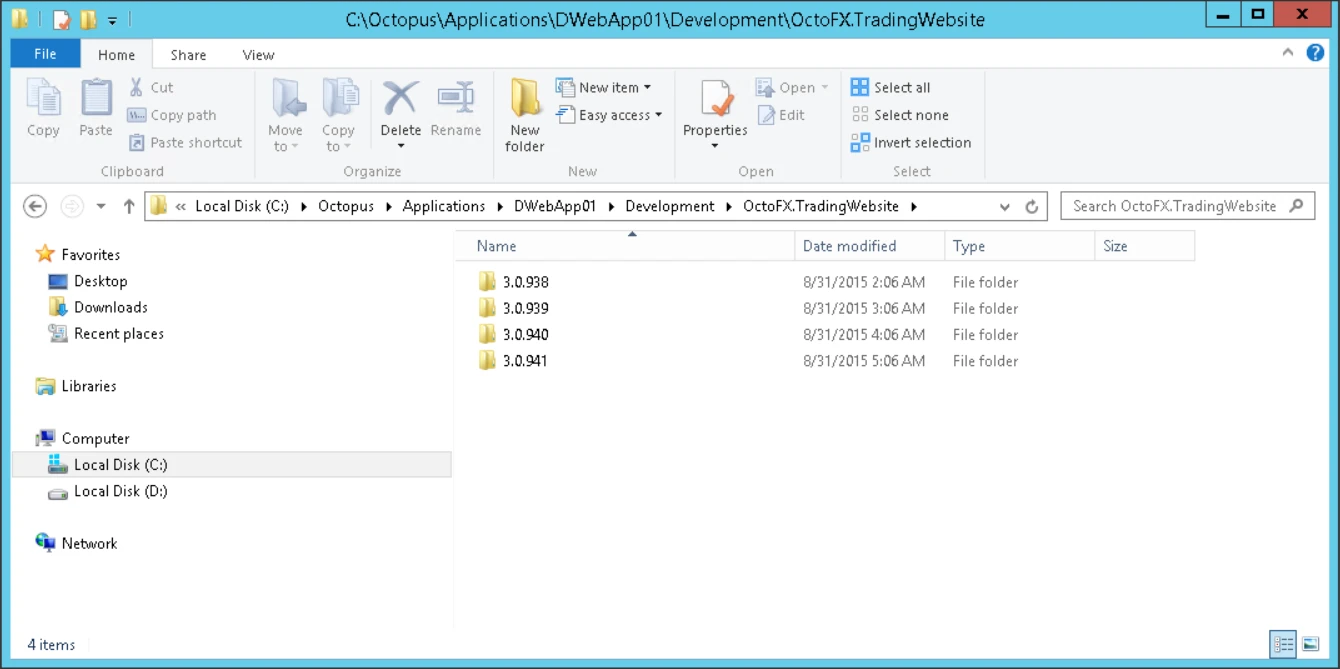 C:\Octopus\Applications\DWebApp01\Development\OctoFX.TradingWebsite
File Home Share View
Copy
Paste
Cut
Copy path
Paste shortcut
Clipboard
Move to
Copy to
Delete
Rename
Organize
New folder
New item
Easy access
New
Properties
Open
Edit
Open
Select all
Select none
Invert selection
Select
« Local Disk (C:) Octopus Applications DWebApp01 Development OctoFX.TradingWebsite
Search OctoFX.TradingWebsite
Favorites
Desktop
Downloads
Recent places
Libraries
Computer
Local Disk (C:)
Local Disk (D:)
Network
Name Date modified Type Size
3.0.938 8/31/2015 2:06 AM File folder
3.0.939 8/31/2015 3:06 AM File folder
3.0.940 8/31/2015 4:06 AM File folder
3.0.941 8/31/2015 5:06 AM File folder
4 items